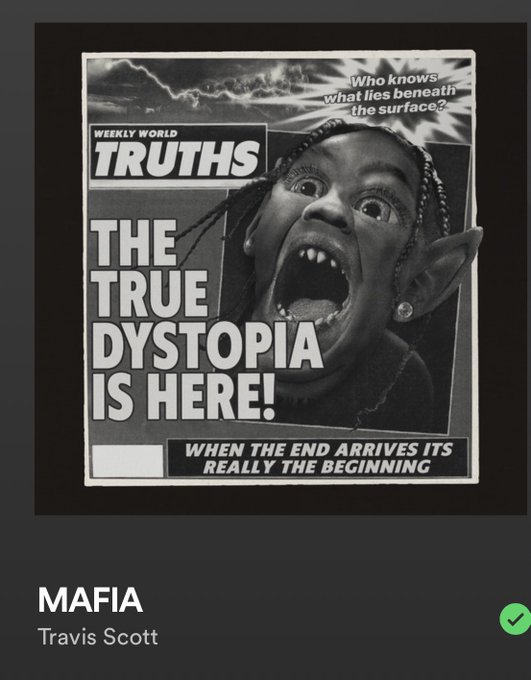 Who knows
what lies beneath
the surface?
WEEKLY WORLD
TRUTHS
THE
TRUE
DYSTOPIA
IS HERE!
WHEN THE END ARRIVES ITS
REALLY THE BEGINNING
MAFIA
Travis Scott